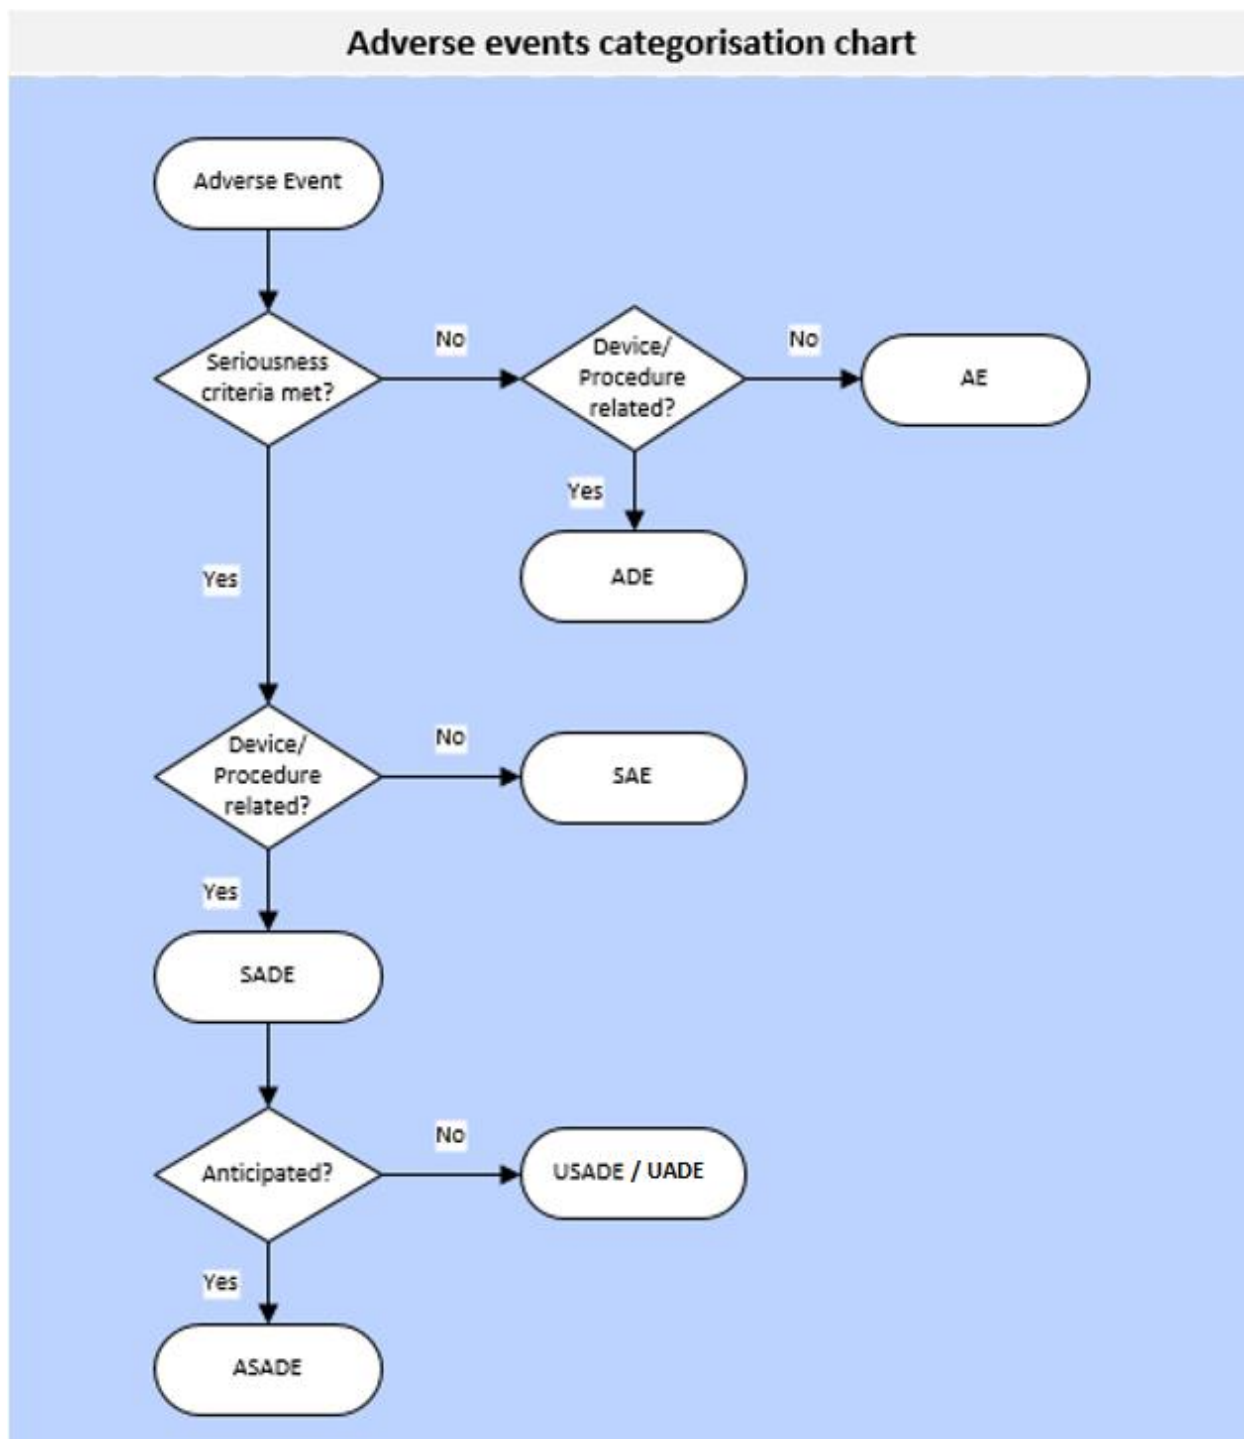 Adverse events categorisation chart
Adverse Event
Seriousness
criteria met?
No
Device/
Procedure
related?
No
AE
Yes
ADE
Yes
Device/
Procedure
related?
No
SAE
Yes
SADE
Anticipated?
No
USADE / UADE
Yes
ASADE